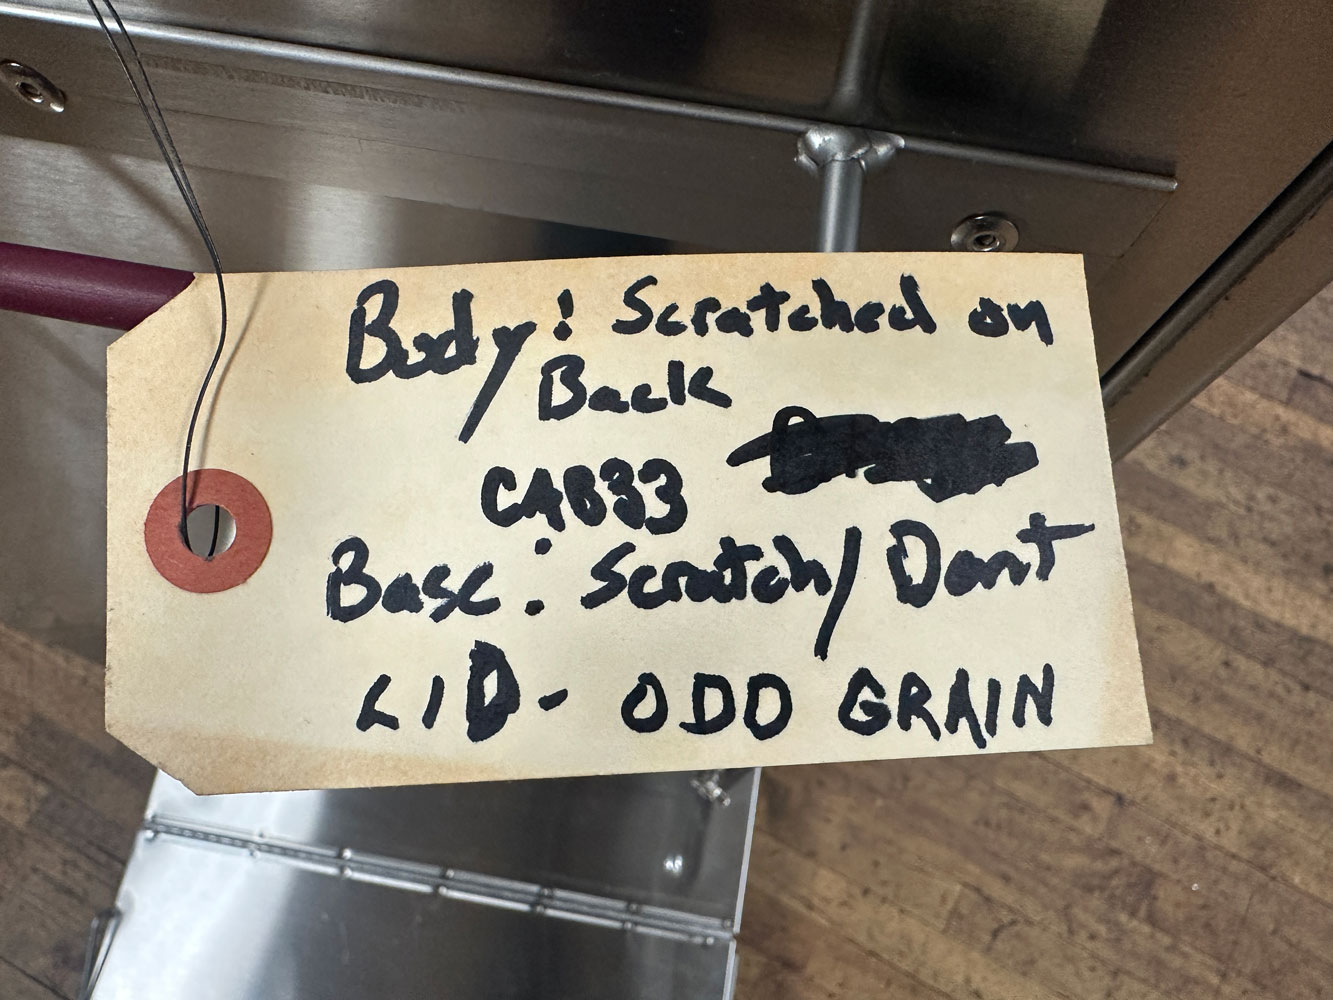 Body: Scratched on
Back
CAB33
Base: Scratch/Dent
LID- ODD GRAIN